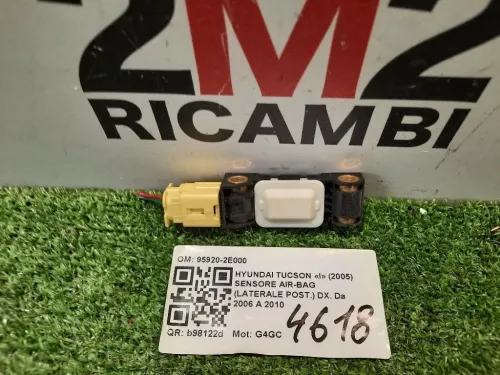 2M2
RICAMBI
OM: 95920-2E000
HYUNDAI TUCSON «I» (2005)
SENSORE AIR-BAG
(LATERALE POST.) DX. Da
2006 A 2010
4618
QR: b98122d Mot: G4GC